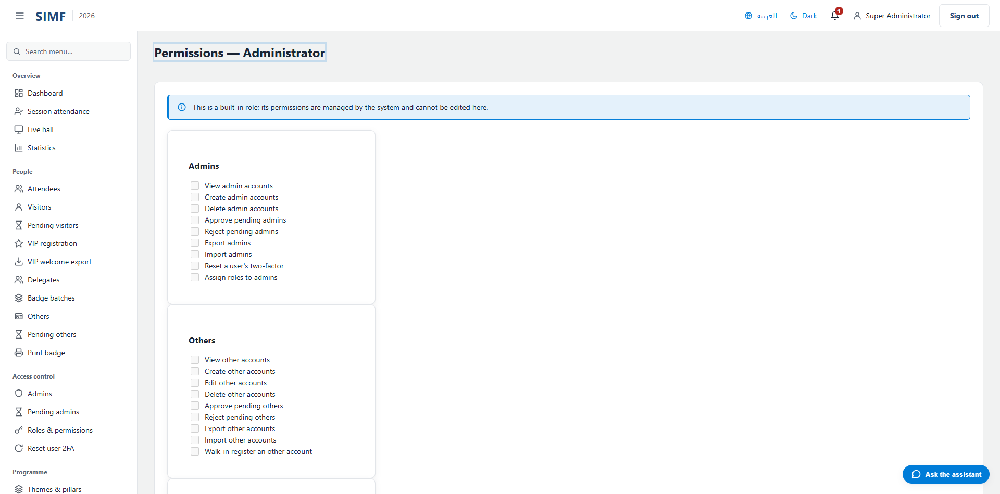 SIMF
2026
العربية
Dark
1
Super Administrator
Sign out
Search menu...
Overview
Dashboard
Session attendance
Live hall
Statistics
People
Attendees
Visitors
Pending visitors
VIP registration
VIP welcome export
Delegates
Badge batches
Others
Pending others
Print badge
Access control
Admins
Pending admins
Roles & permissions
Reset user 2FA
Programme
Themes & pillars
Permissions — Administrator
This is a built-in role; its permissions are managed by the system and cannot be edited here.
Admins
View admin accounts
Create admin accounts
Delete admin accounts
Approve pending admins
Reject pending admins
Export admins
Import admins
Reset a user's two-factor
Assign roles to admins
Others
View other accounts
Create other accounts
Edit other accounts
Delete other accounts
Approve pending others
Reject pending others
Export other accounts
Import other accounts
Walk-in register an other account
Ask the assistant